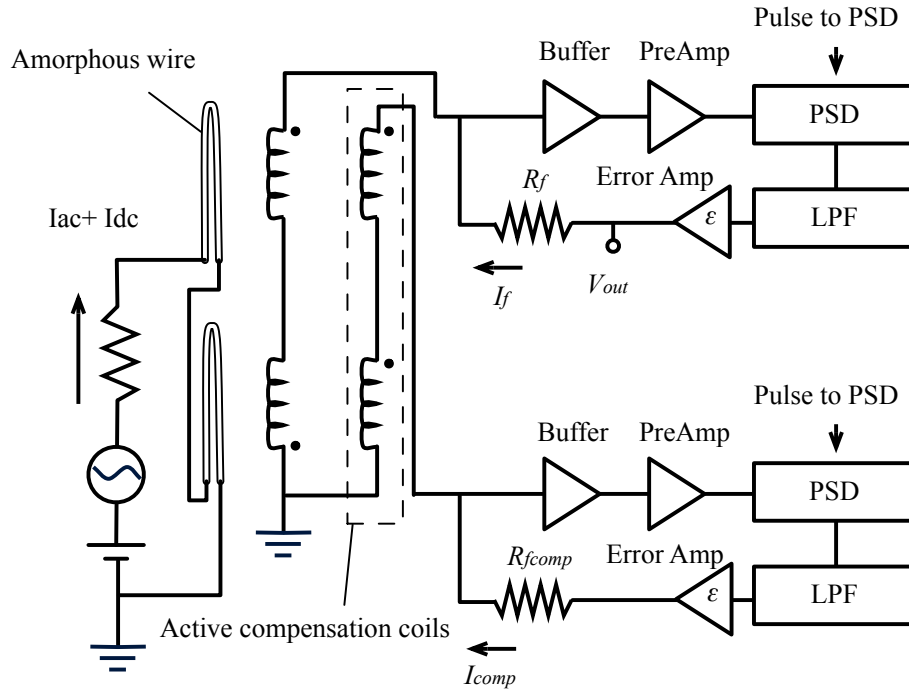 Pulse to PSD
Amorphous wire
Buffer
PreAmp
PSD
Rf
Error Amp
Iac+ Idc
ε
LPF
If
Vout
Pulse to PSD
Buffer
PreAmp
PSD
Rfcomp
Error Amp
ε
LPF
Active compensation coils
Icomp